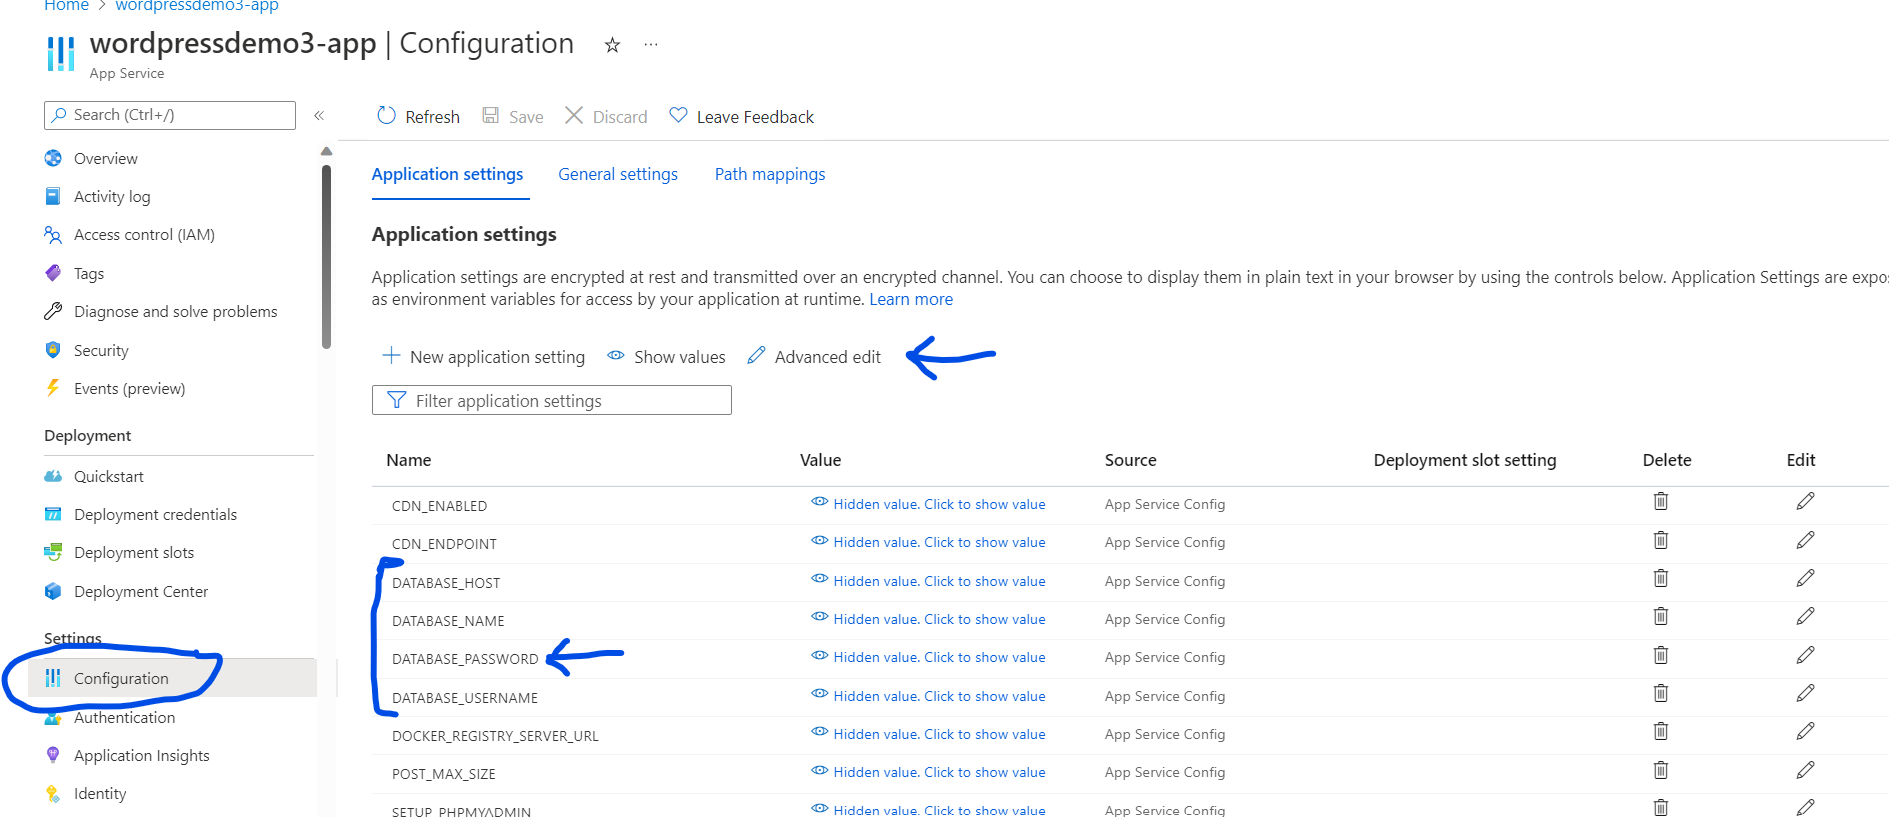 Home > wordpressdemo3-app
wordpressdemo3-app | Configuration ☆ ...
App Service
Search (Ctrl+/) «
Overview
Activity log
Access control (IAM)
Tags
Diagnose and solve problems
Security
Events (preview)
Deployment
Quickstart
Deployment credentials
Deployment slots
Deployment Center
Settings
Configuration
Authentication
Application Insights
Identity
Refresh Save Discard Leave Feedback
Application settings General settings Path mappings
Application settings
Application settings are encrypted at rest and transmitted over an encrypted channel. You can choose to display them in plain text in your browser by using the controls below. Application Settings are expo
as environment variables for access by your application at runtime. Learn more
New application setting Show values Advanced edit
Filter application settings
Name Value Source Deployment slot setting Delete Edit
CDN_ENABLED Hidden value. Click to show value App Service Config
CDN_ENDPOINT Hidden value. Click to show value App Service Config
DATABASE_HOST Hidden value. Click to show value App Service Config
DATABASE_NAME Hidden value. Click to show value App Service Config
DATABASE_PASSWORD Hidden value. Click to show value App Service Config
DATABASE_USERNAME Hidden value. Click to show value App Service Config
DOCKER_REGISTRY_SERVER_URL Hidden value. Click to show value App Service Config
POST_MAX_SIZE Hidden value. Click to show value App Service Config
SETUP_PHPMYADMIN Hidden value. Click to show value App Service Config